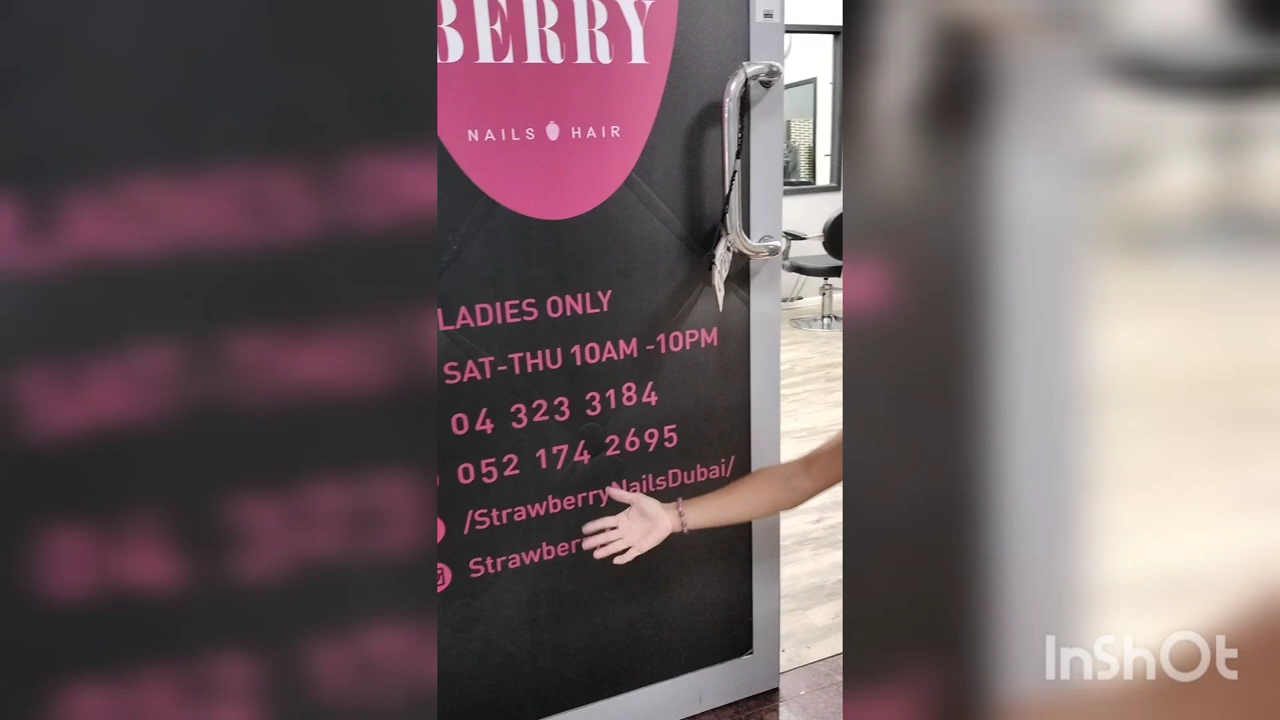 BERRY
NAILS HAIR
LADIES ONLY
SAT-THU 10AM -10PM
04 323 3184
052 174 2695
/StrawberryNailsDubai/
InShOt